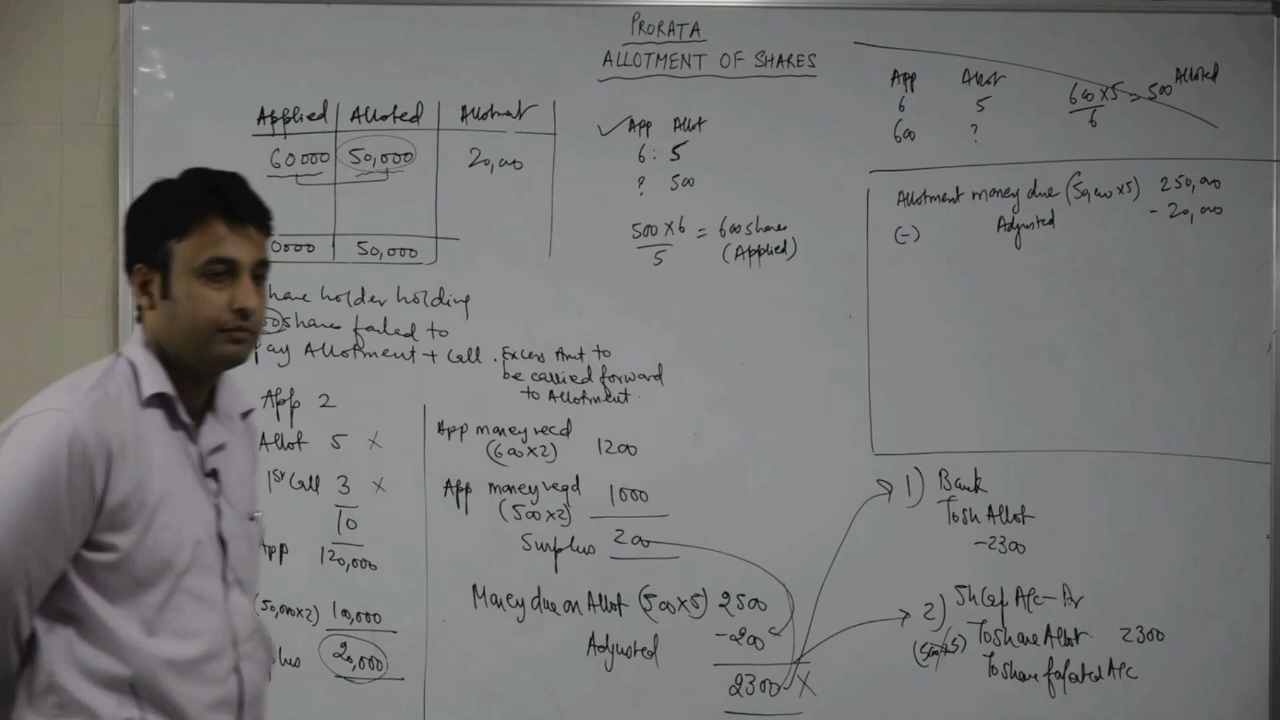 PRORATA
ALLOTMENT OF SHARES
Applied Alloted Allotment
60000 50,000 20,000
0000 50,000
hare holder holding
00 share failed to
pay Allotment + Call. Excess Amt to
be carried forward
to Allotment.
App 2
Allot 5 X
1st Call 3 X
10
App 120,000
(50,000x2) 100,000
plus 20,000
✓ App Allot
6 : 5
? 500
500 x 6 = 600 shares
5 (Applied)
App money recd
(600x2) 1200
App money reqd 1000
(500x2)
Surplus 200
Money due on Allot (500x5) 2500
Adjusted -200
2300 X
App Allot
6 5
600 ?
600 x 5 = 500 Alloted
6
Allotment money due (50,000x5) 250,000
(-) Adjusted - 20,000
1) Bank
To Sh Allot
-2300
2) Sh Cap A/c - Dr
(500x5) To Share Allot 2300
To Share forfeited A/c